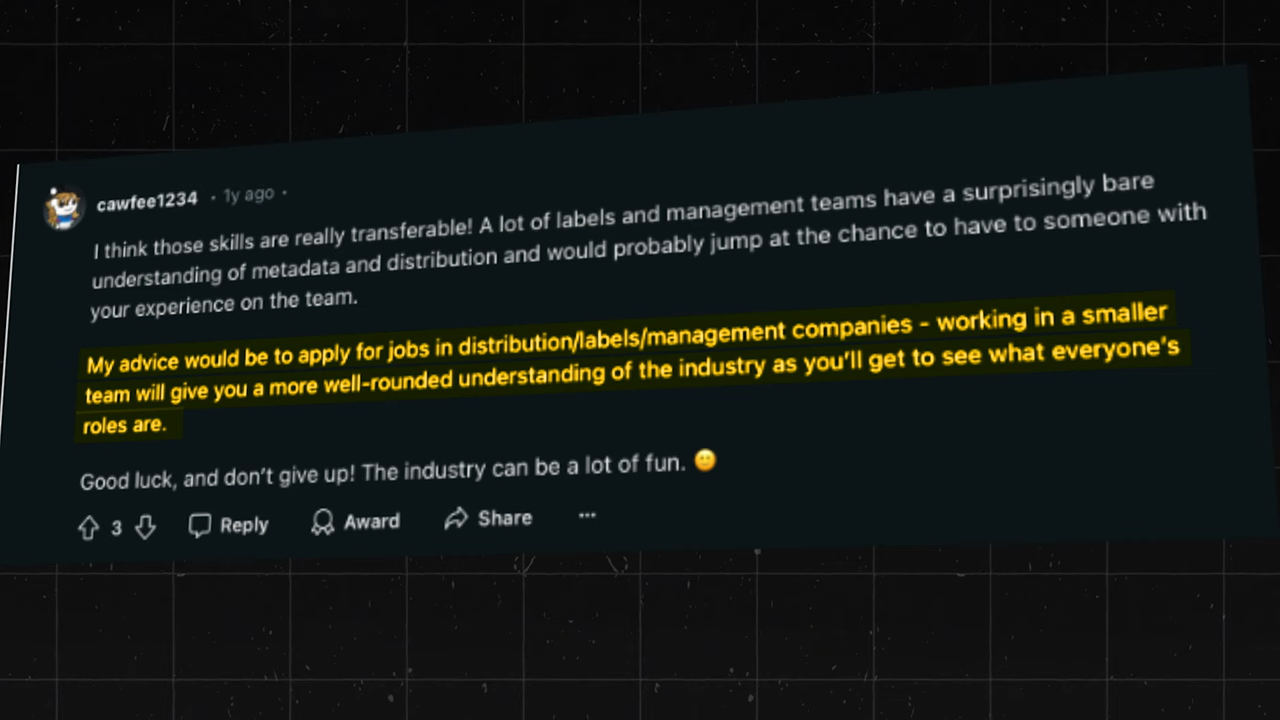 cawfee1234 · 1y ago ·
I think those skills are really transferable! A lot of labels and management teams have a surprisingly bare
understanding of metadata and distribution and would probably jump at the chance to have to someone with
your experience on the team.
My advice would be to apply for jobs in distribution/labels/management companies - working in a smaller
team will give you a more well-rounded understanding of the industry as you’ll get to see what everyone’s
roles are.
Good luck, and don’t give up! The industry can be a lot of fun. 🙂
3 Reply Award Share ···